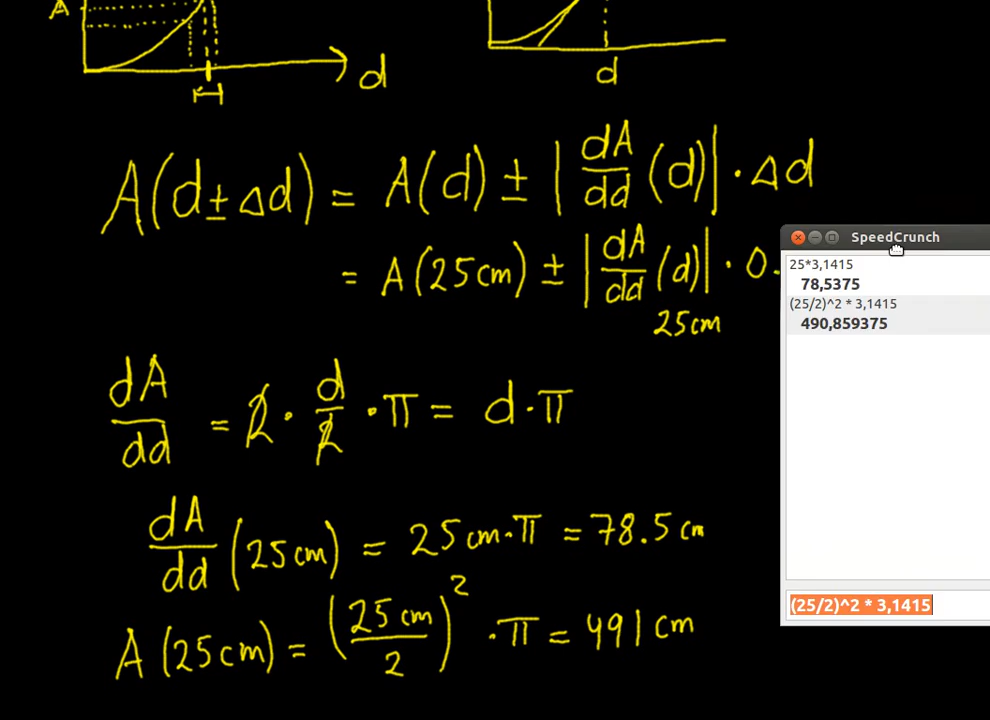 A
d
d
A(d±Δd) = A(d) ± |dA/dd (d)| · Δd
= A(25cm) ± |dA/dd (d)| · 0.
25cm
SpeedCrunch
25*3,1415
78,5375
(25/2)^2 * 3,1415
490,859375
dA/dd = 2 · d/2 · π = d · π
dA/dd (25cm) = 25cm · π = 78.5 cm
A(25cm) = (25cm/2)² · π = 491 cm
(25/2)^2 * 3,1415